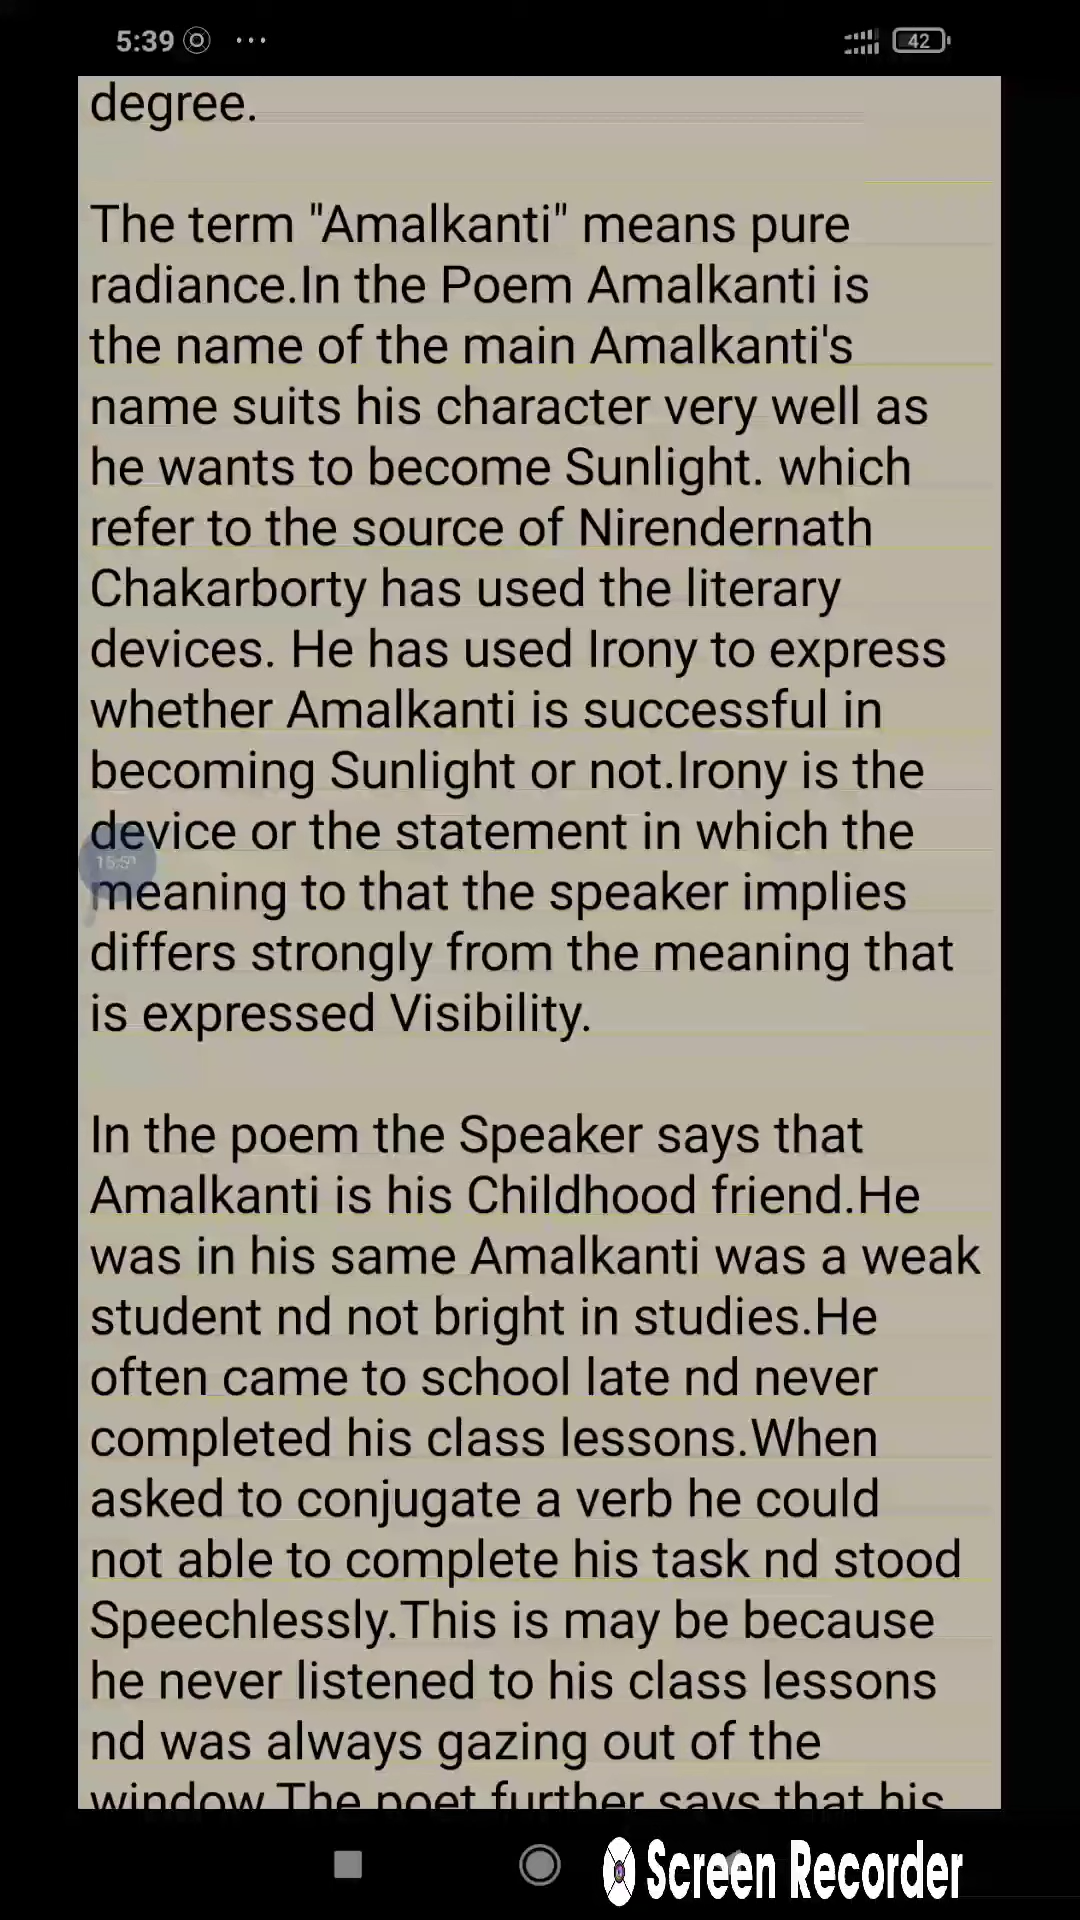 5:39
42
degree.
The term "Amalkanti" means pure
radiance.In the Poem Amalkanti is
the name of the main Amalkanti's
name suits his character very well as
he wants to become Sunlight. which
refer to the source of Nirendernath
Chakarborty has used the literary
devices. He has used Irony to express
whether Amalkanti is successful in
becoming Sunlight or not.Irony is the
device or the statement in which the
meaning to that the speaker implies
differs strongly from the meaning that
is expressed Visibility.
In the poem the Speaker says that
Amalkanti is his Childhood friend.He
was in his same Amalkanti was a weak
student nd not bright in studies.He
often came to school late nd never
completed his class lessons.When
asked to conjugate a verb he could
not able to complete his task nd stood
Speechlessly.This is may be because
he never listened to his class lessons
nd was always gazing out of the
window.The poet further says that his
Screen Recorder